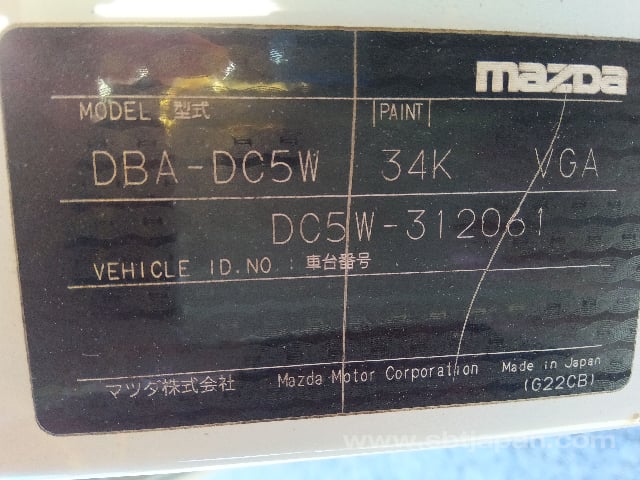 mazda
MODEL 型式 PAINT
DBA-DC5W 34K VGA
DC5W-312061
VEHICLE ID.NO. 車台番号
マツダ株式会社 Mazda Motor Corporation Made in Japan
(G22CB)
www.sbtjapan.com